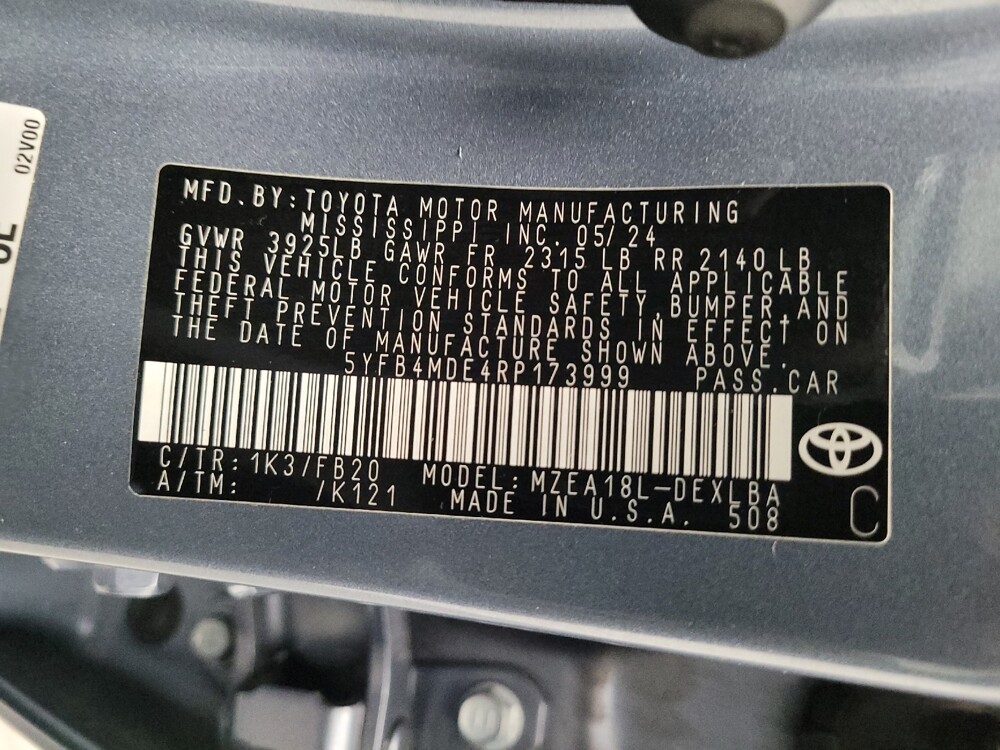 02V00
MFD.BY:TOYOTA MOTOR MANUFACTURING
MISSISSIPPI INC. 05/24
GVWR 3925LB GAWR FR 2315 LB RR 2140 LB
THIS VEHICLE CONFORMS TO ALL APPLICABLE
FEDERAL MOTOR VEHICLE SAFETY,BUMPER,AND
THEFT PREVENTION STANDARDS IN EFFECT ON
THE DATE OF MANUFACTURE SHOWN ABOVE.
5YFB4MDE4RP173999 PASS.CAR
C/TR:1K3/FB20 MODEL:MZEA18L-DEXLBA
A/TM: /K121 MADE IN U.S.A. 508
C